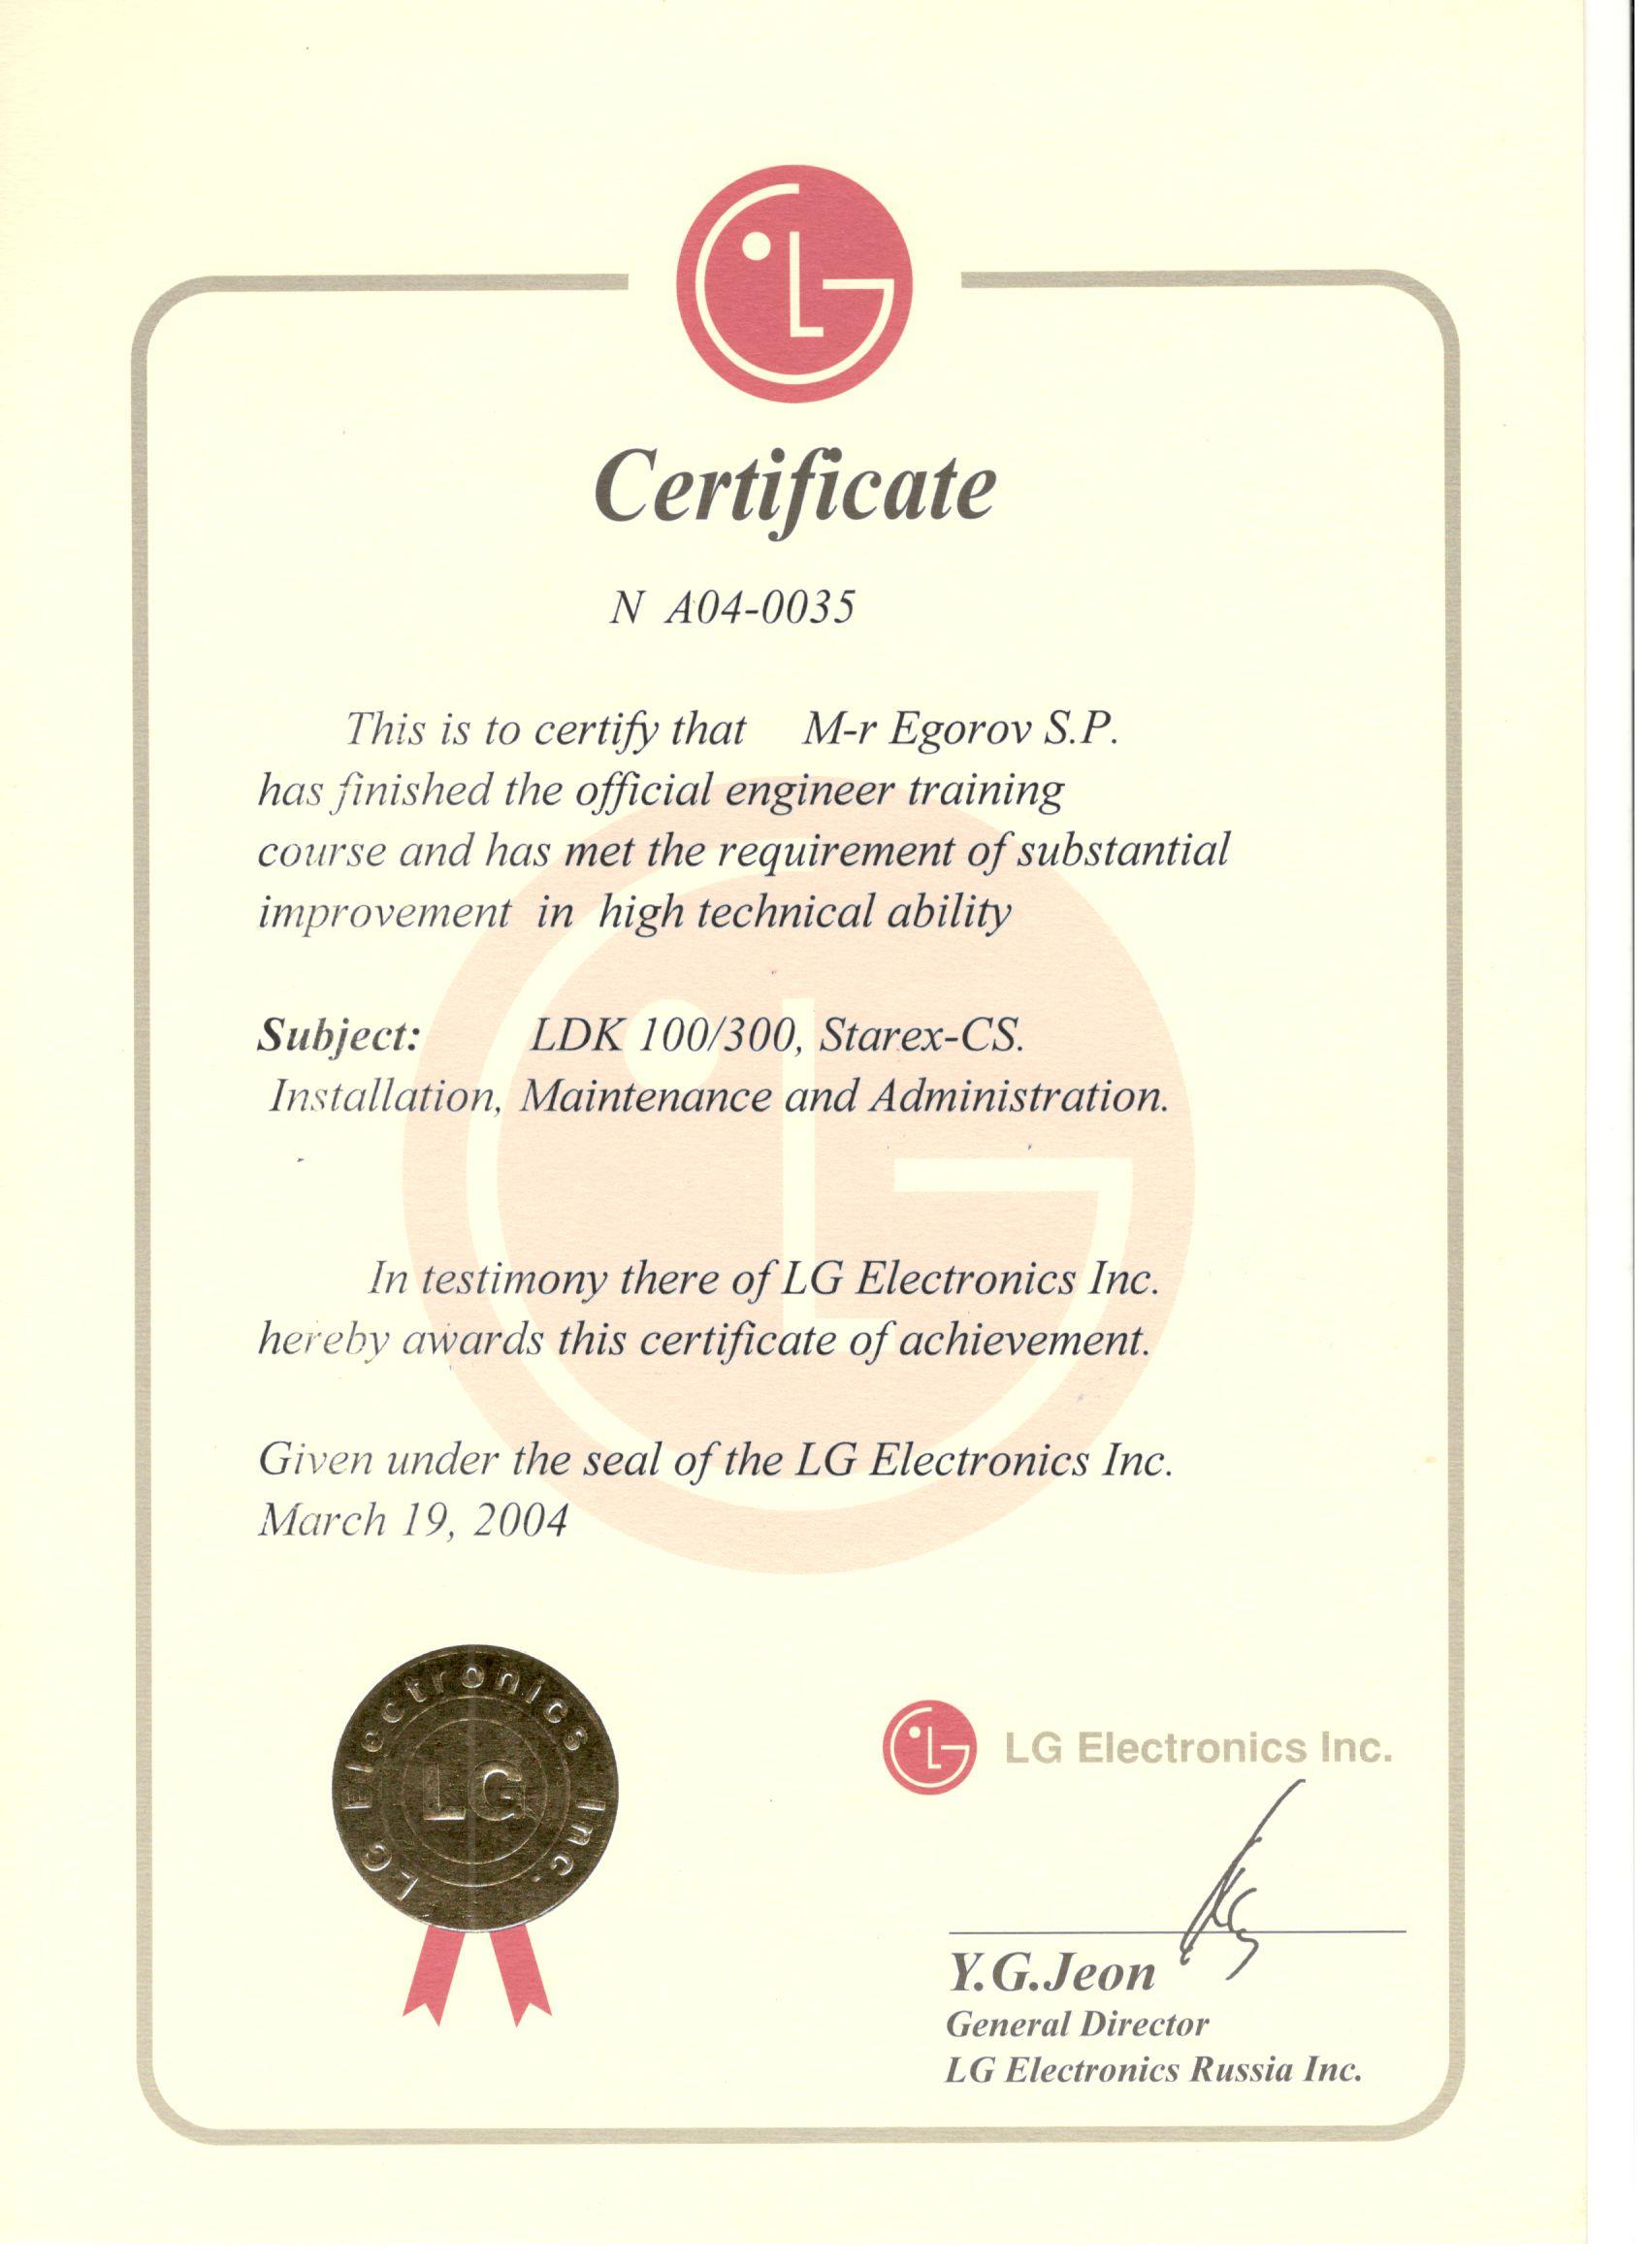 LG
Certificate
N A04-0035
This is to certify that M-r Egorov S.P.
has finished the official engineer training
course and has met the requirement of substantial
improvement in high technical ability
Subject: LDK 100/300, Starex-CS.
Installation, Maintenance and Administration.
In testimony there of LG Electronics Inc.
hereby awards this certificate of achievement.
Given under the seal of the LG Electronics Inc.
March 19, 2004
LG Electronics Inc.
LG
LG Electronics Inc.
Y.G.Jeon
General Director
LG Electronics Russia Inc.